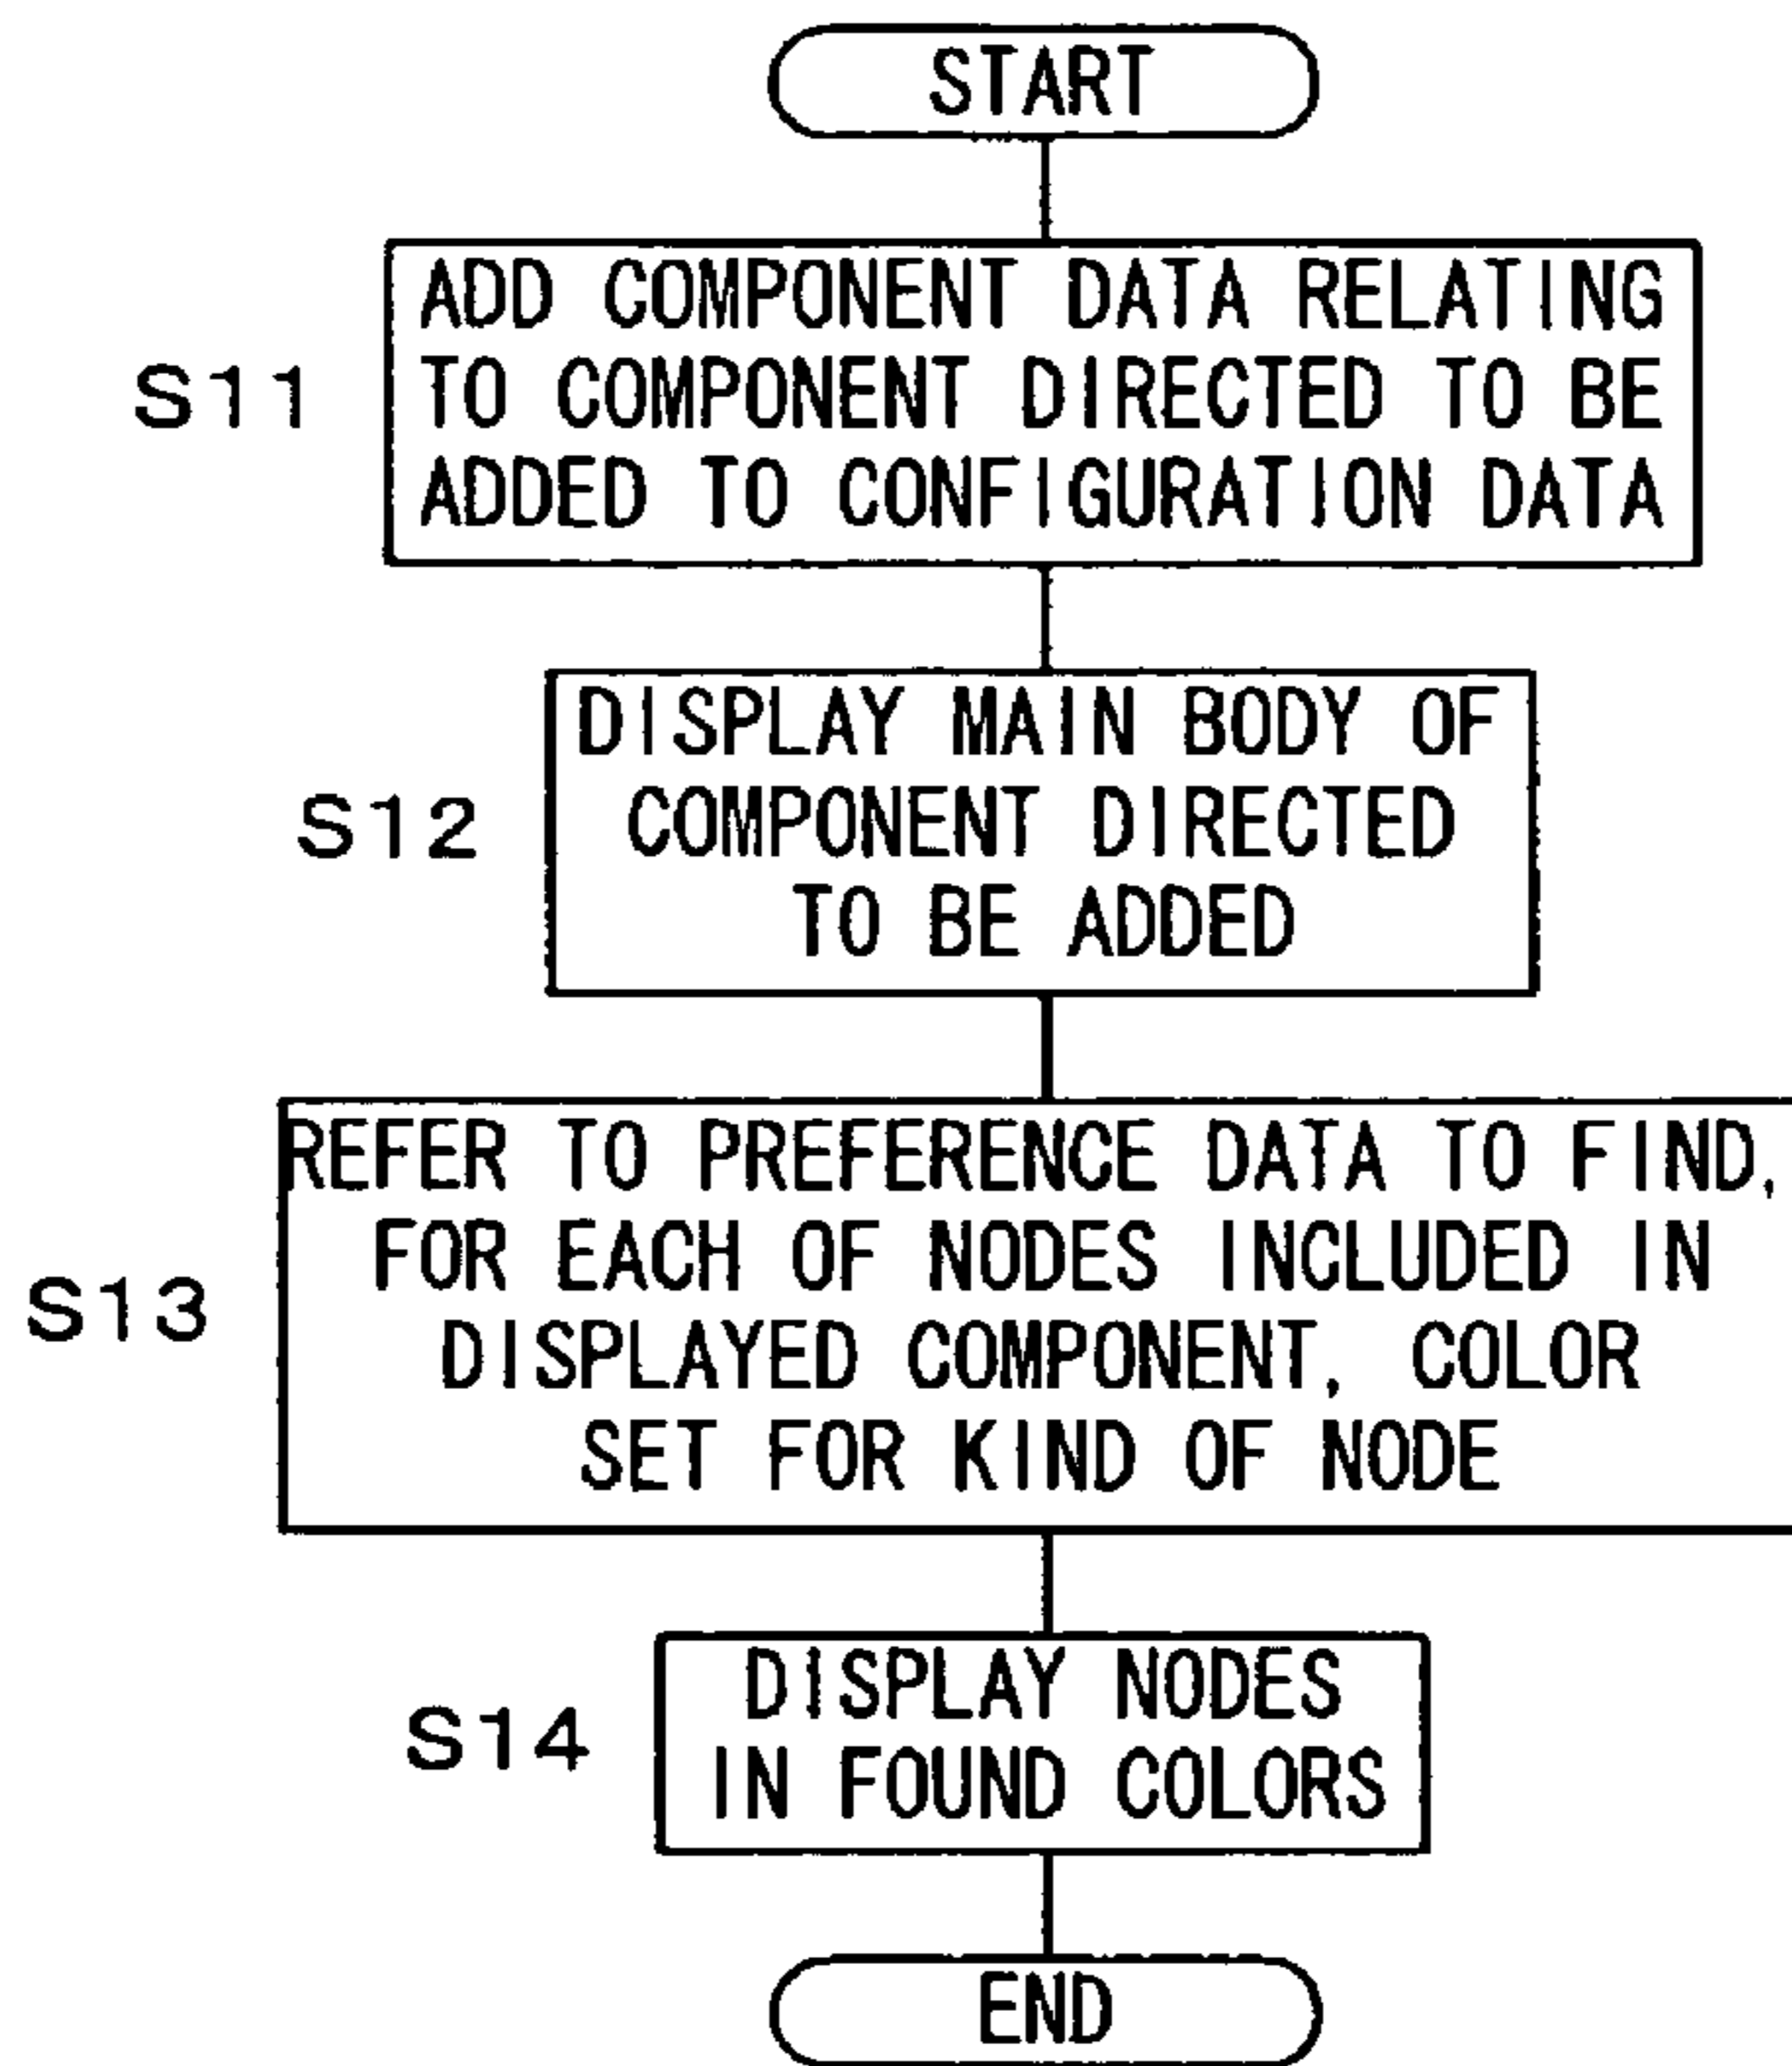 START
S11
ADD COMPONENT DATA RELATING
TO COMPONENT DIRECTED TO BE
ADDED TO CONFIGURATION DATA
S12
DISPLAY MAIN BODY OF
COMPONENT DIRECTED
TO BE ADDED
S13
REFER TO PREFERENCE DATA TO FIND,
FOR EACH OF NODES INCLUDED IN
DISPLAYED COMPONENT, COLOR
SET FOR KIND OF NODE
S14
DISPLAY NODES
IN FOUND COLORS
END